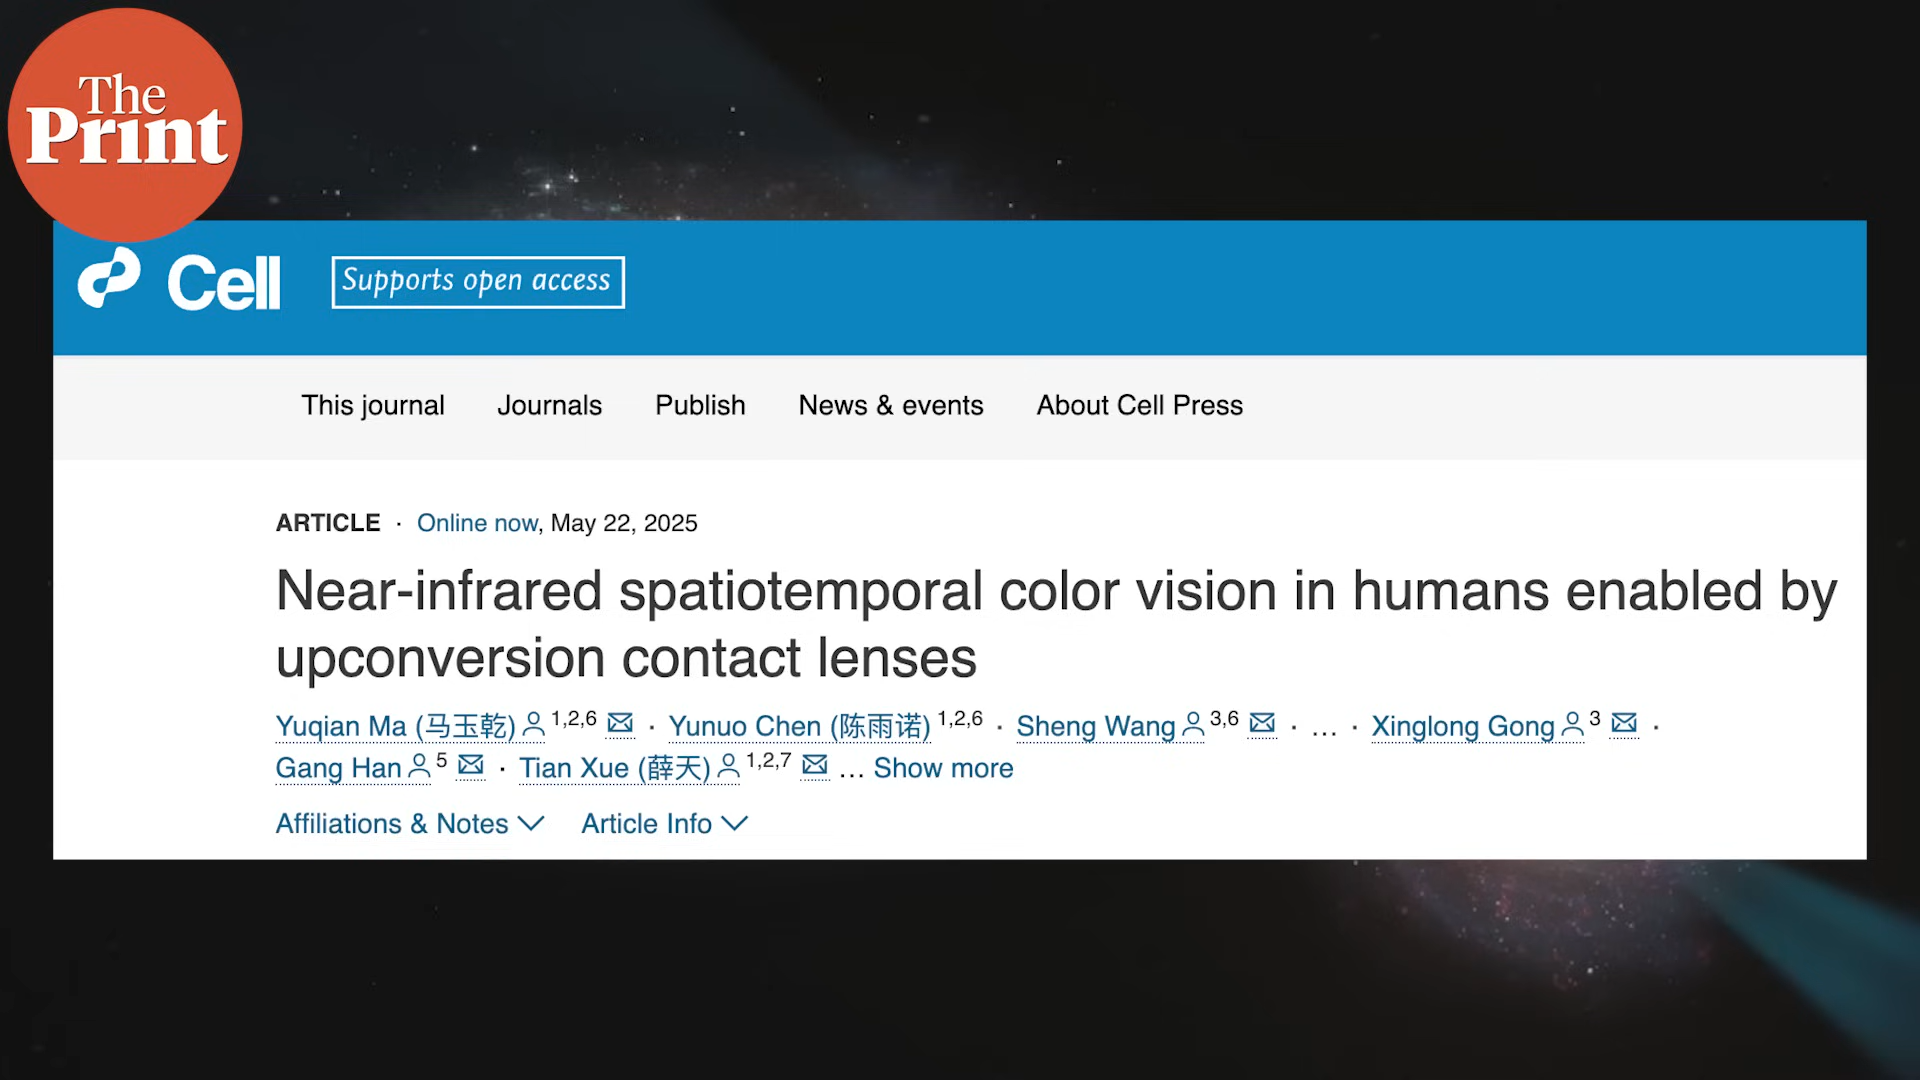 The
Print
Cell
Supports open access
This journal Journals Publish News & events About Cell Press
ARTICLE · Online now, May 22, 2025
Near-infrared spatiotemporal color vision in humans enabled by
upconversion contact lenses
Yuqian Ma (马玉乾) 1,2,6 · Yunuo Chen (陈雨诺) 1,2,6 · Sheng Wang 3,6 · ... · Xinglong Gong 3 ·
Gang Han 5 · Tian Xue (薛天) 1,2,7 ... Show more
Affiliations & Notes Article Info